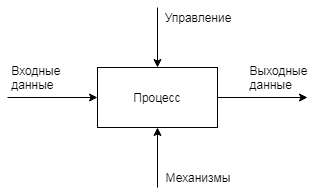 Управление
Входные
данные
Выходные
данные
Процесс
Механизмы